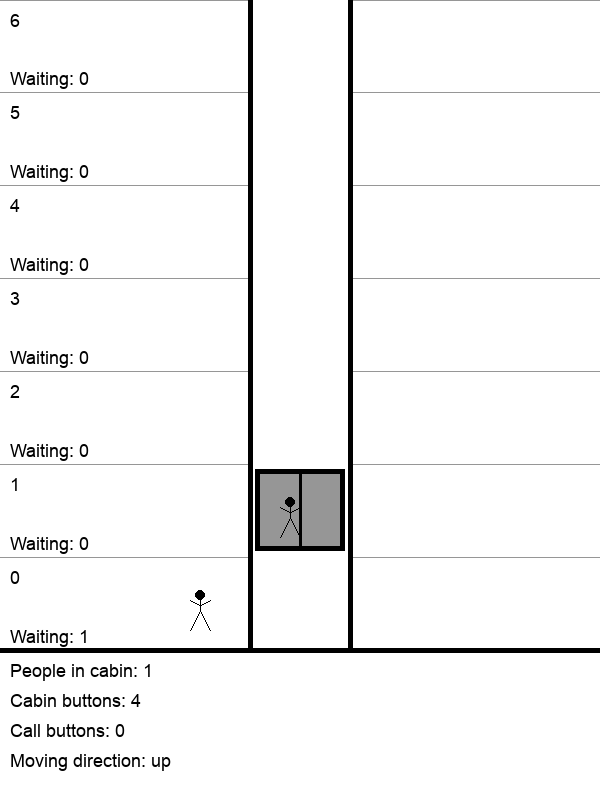 6
Waiting: 0
5
Waiting: 0
4
Waiting: 0
3
Waiting: 0
2
Waiting: 0
1
Waiting: 0
0
Waiting: 1
People in cabin: 1
Cabin buttons: 4
Call buttons: 0
Moving direction: up